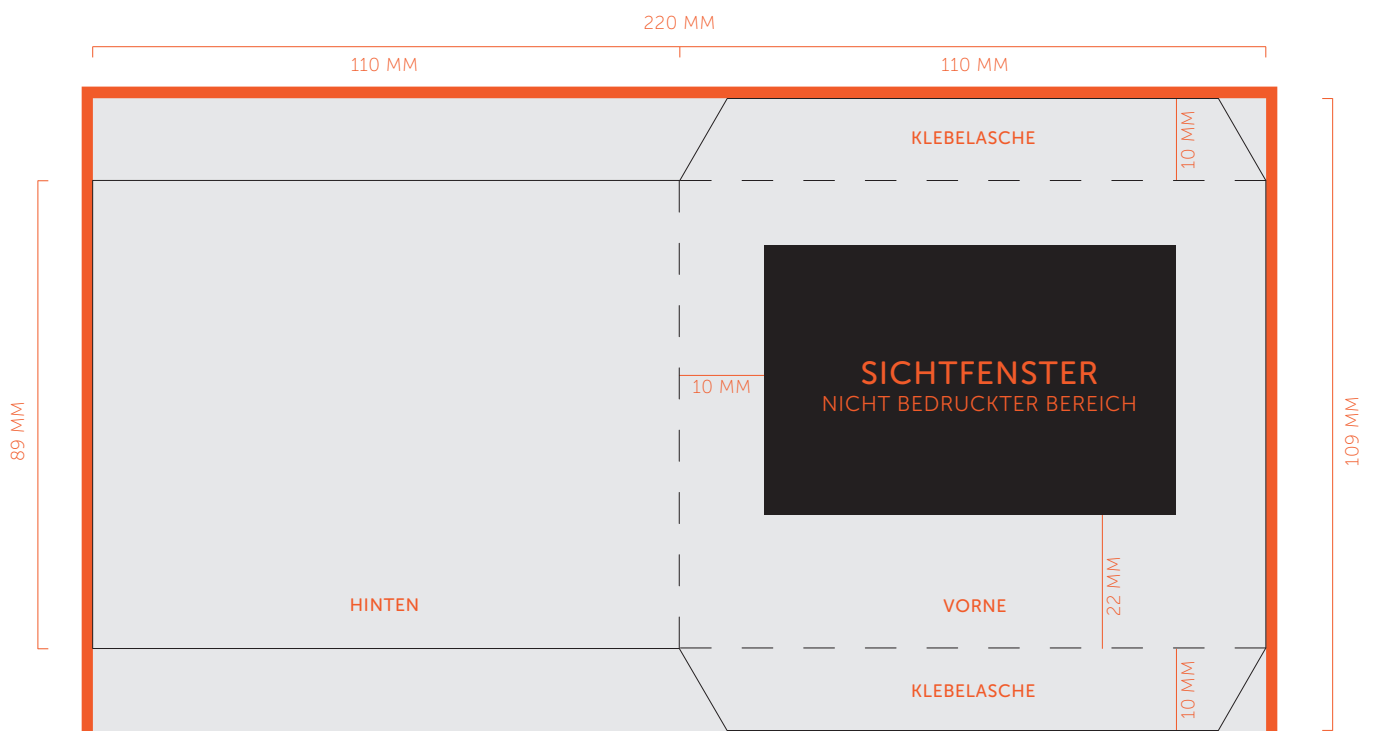 220 MM
110 MM
110 MM
KLEBELASCHE
10 MM
SICHTFENSTER
10 MM
NICHT BEDRUCKTER BEREICH
89 MM
109 MM
22 MM
HINTEN
VORNE
KLEBELASCHE
10 MM